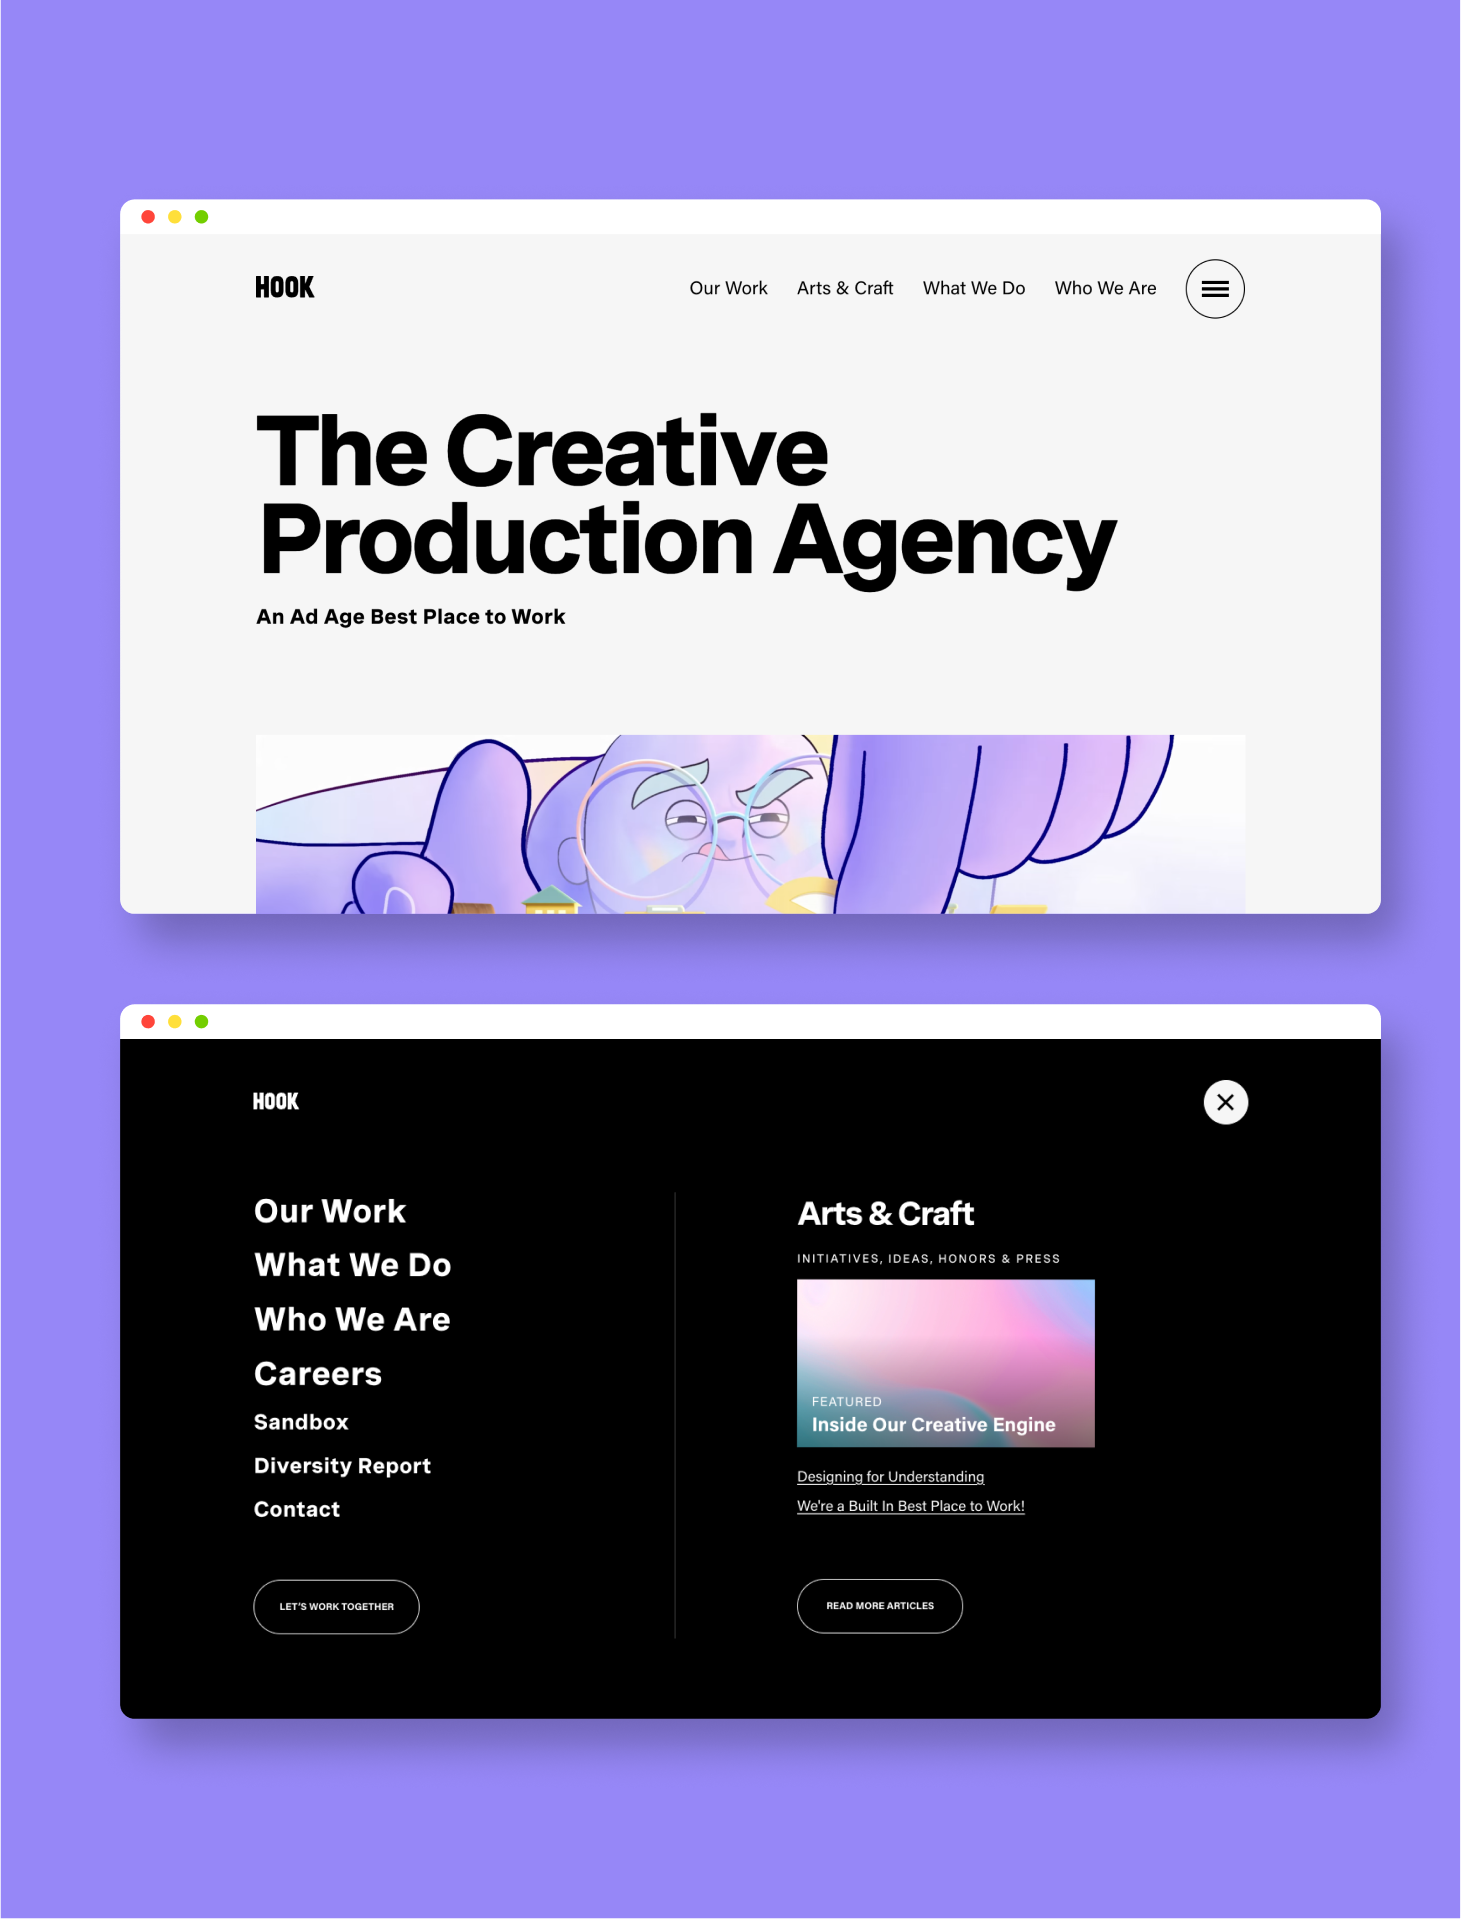 HOOK
Our Work
Arts & Craft
What We Do
Who We Are
The Creative
Production Agency
An Ad Age Best Place to Work
HOOK
Our Work
What We Do
Who We Are
Careers
Sandbox
Diversity Report
Contact
LET'S WORK TOGETHER
Arts & Craft
INITIATIVES, IDEAS, HONORS & PRESS
FEATURED
Inside Our Creative Engine
Designing for Understanding
We're a Built In Best Place to Work!
READ MORE ARTICLES